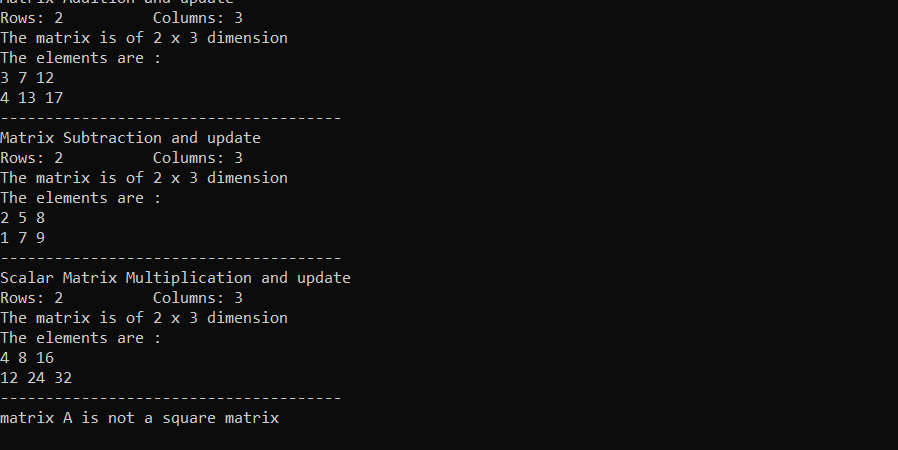 Matrix Addition and update
Rows: 2          Columns: 3
The matrix is of 2 x 3 dimension
The elements are :
3 7 12
4 13 17
--------------------------------------
Matrix Subtraction and update
Rows: 2          Columns: 3
The matrix is of 2 x 3 dimension
The elements are :
2 5 8
1 7 9
--------------------------------------
Scalar Matrix Multiplication and update
Rows: 2          Columns: 3
The matrix is of 2 x 3 dimension
The elements are :
4 8 16
12 24 32
--------------------------------------
matrix A is not a square matrix